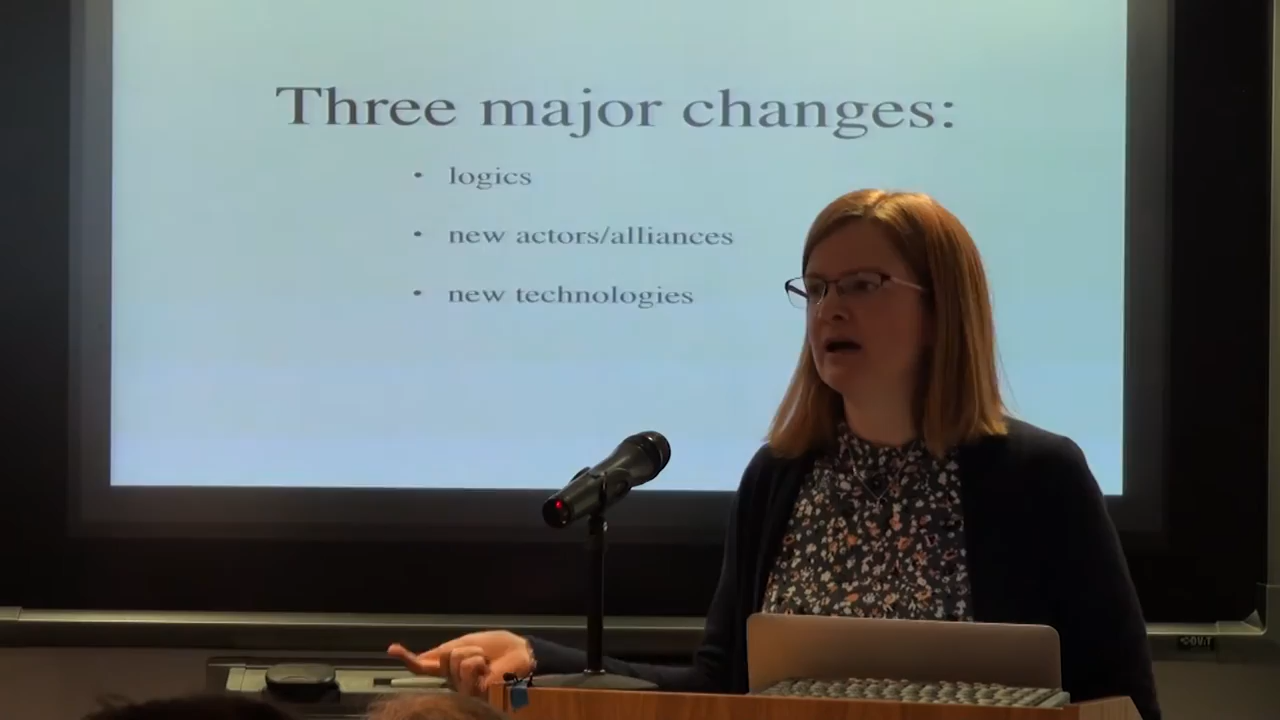 Three major changes:
• logics
• new actors/alliances
• new technologies